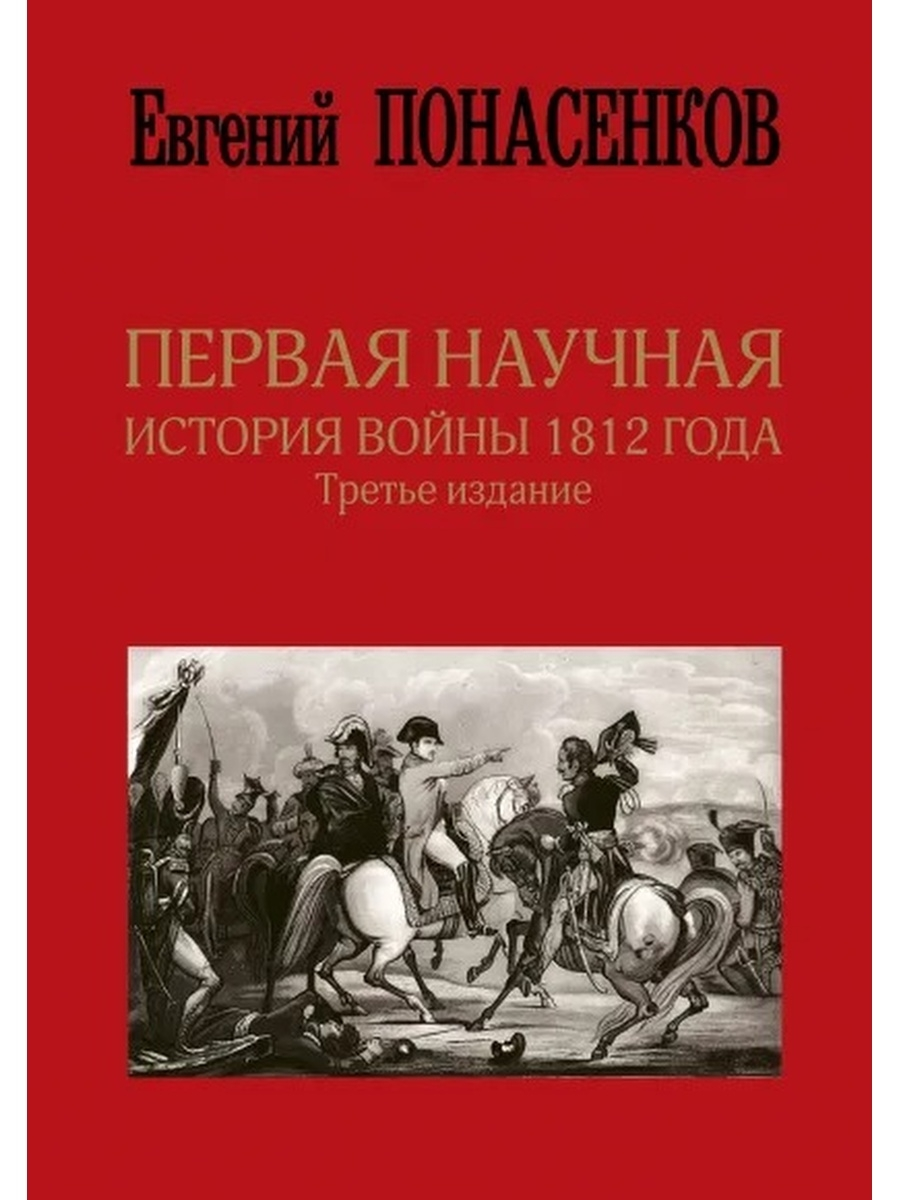 Евгений ПОНАСЕНКОВ
ПЕРВАЯ НАУЧНАЯ
ИСТОРИЯ ВОЙНЫ 1812 ГОДА
Третье издание